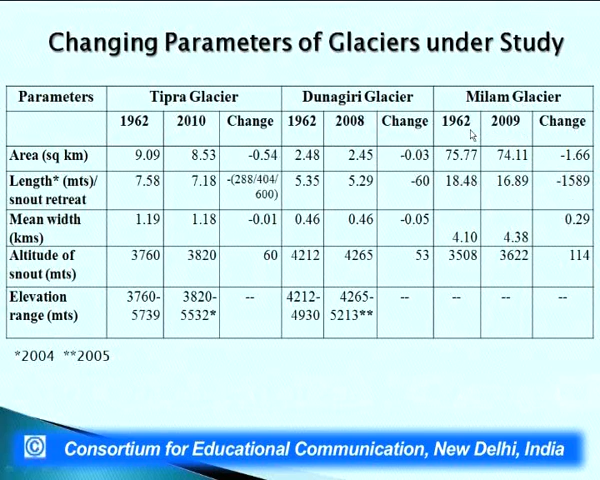 Changing Parameters of Glaciers under Study
Parameters Tipra Glacier Dunagiri Glacier Milam Glacier
1962 2010 Change 1962 2008 Change 1962 2009 Change
Area (sq km) 9.09 8.53 -0.54 2.48 2.45 -0.03 75.77 74.11 -1.66
Length* (mts)/ 7.58 7.18 -(288/404/ 5.35 5.29 -60 18.48 16.89 -1589
snout retreat 600)
Mean width 1.19 1.18 -0.01 0.46 0.46 -0.05 0.29
(kms) 4.10 4.38
Altitude of 3760 3820 60 4212 4265 53 3508 3622 114
snout (mts)
Elevation 3760- 3820- -- 4212- 4265- -- -- -- --
range (mts) 5739 5532* 4930 5213**
*2004 **2005
© Consortium for Educational Communication, New Delhi, India